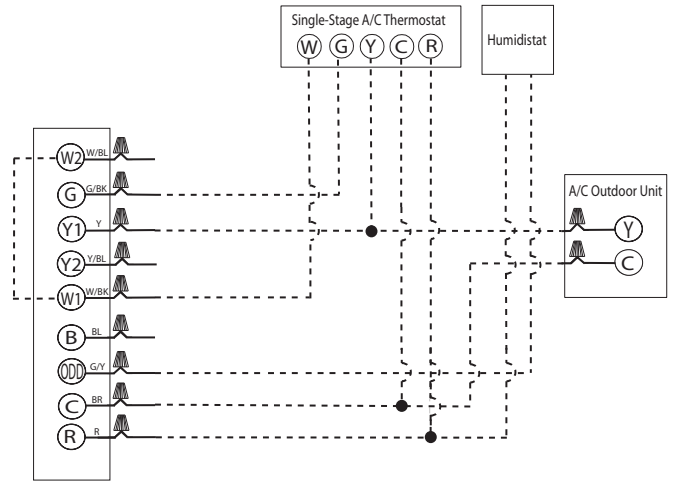 Single-Stage A/C Thermostat
W G Y C R
Humidistat
A/C Outdoor Unit
Y
C
W2 W/BL
G G/BK
Y1 Y
Y2 Y/BL
W1 W/BK
B BL
ODD G/Y
C BR
R R